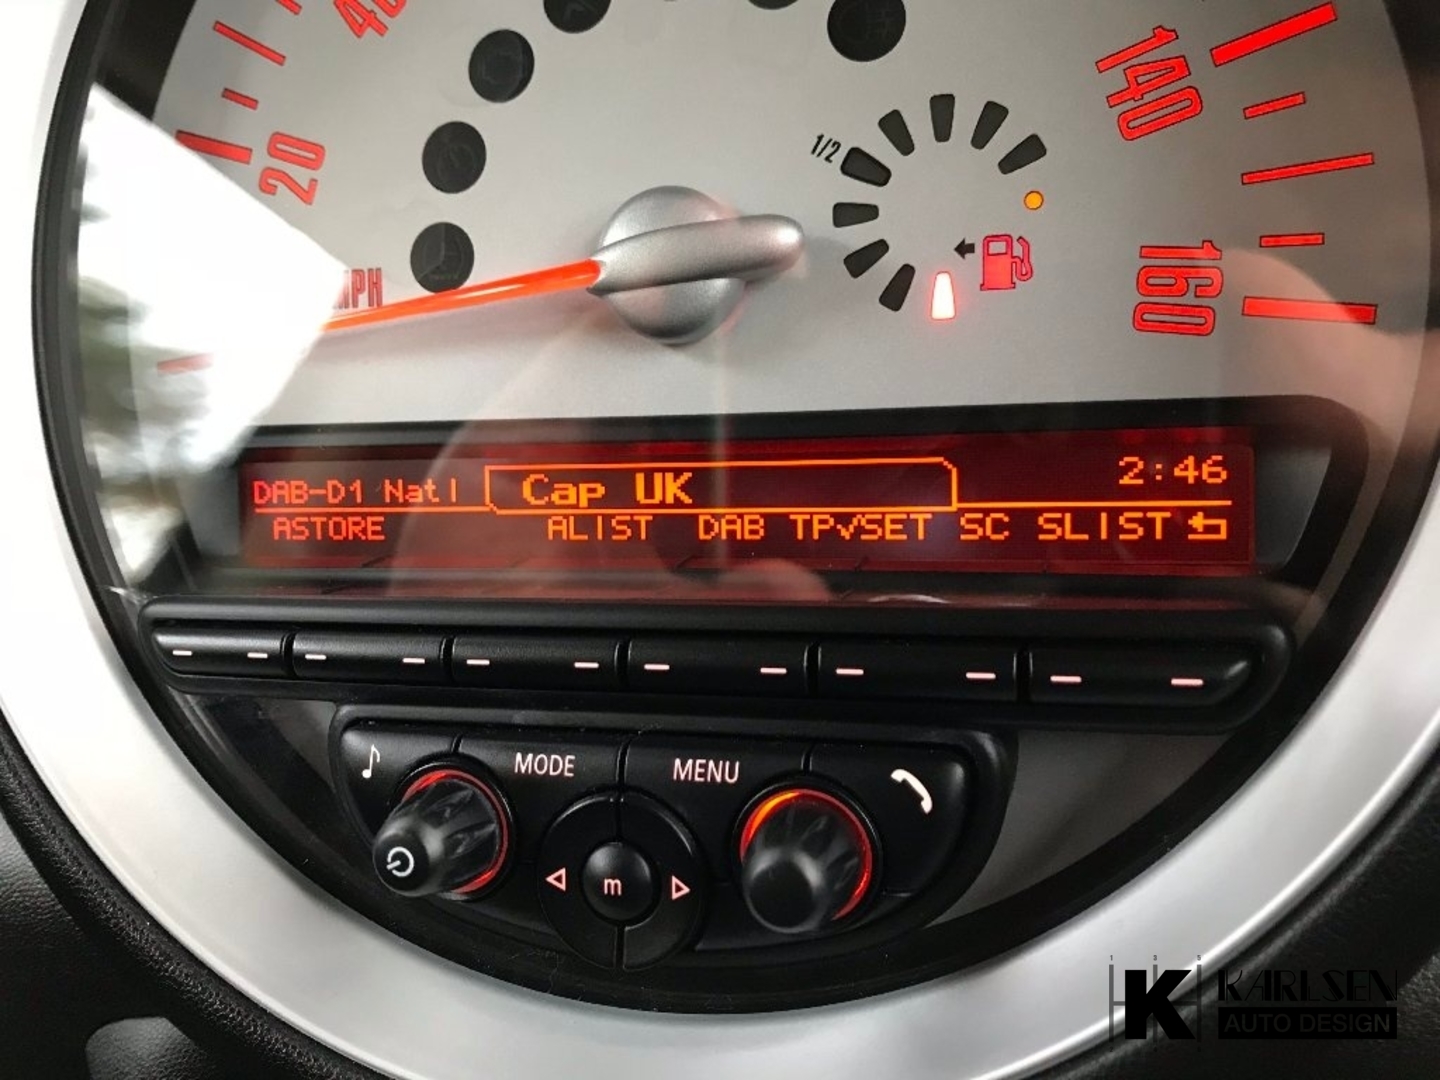 40
20
MPH
1/2
140
160
DAB-D1 Natl
Cap UK
2:46
ASTORE ALIST DAB TP√SET SC SLIST
MODE
MENU
m
K
KARLSEN
AUTO DESIGN